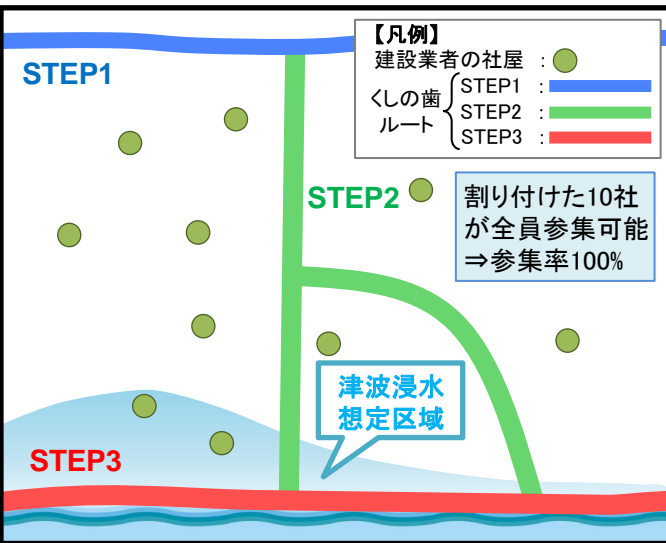 【凡例】
建設業者の社屋 :
くしの歯
ルート
STEP1 :
STEP2 :
STEP3 :
STEP1
STEP2
割り付けた10社
が全員参集可能
⇒参集率100%
津波浸水
想定区域
STEP3